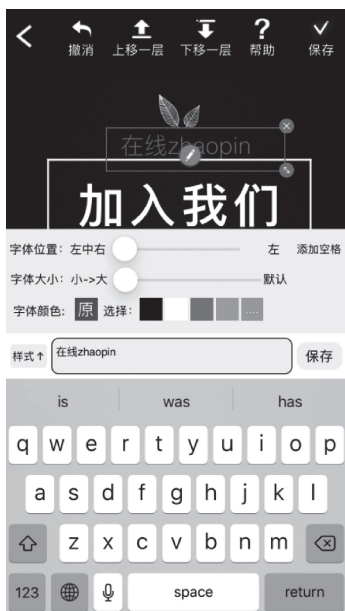 撤消 上移一层 下移一层 ? 帮助 保存
在线zhaopin
加入我们
字体位置：左中右 左 添加空格
字体大小：小->大 默认
字体颜色：原 选择： ....
样式↑ 在线zhaopin 保存
is was has
q w e r t y u i o p
a s d f g h j k l
z x c v b n m
123 space return